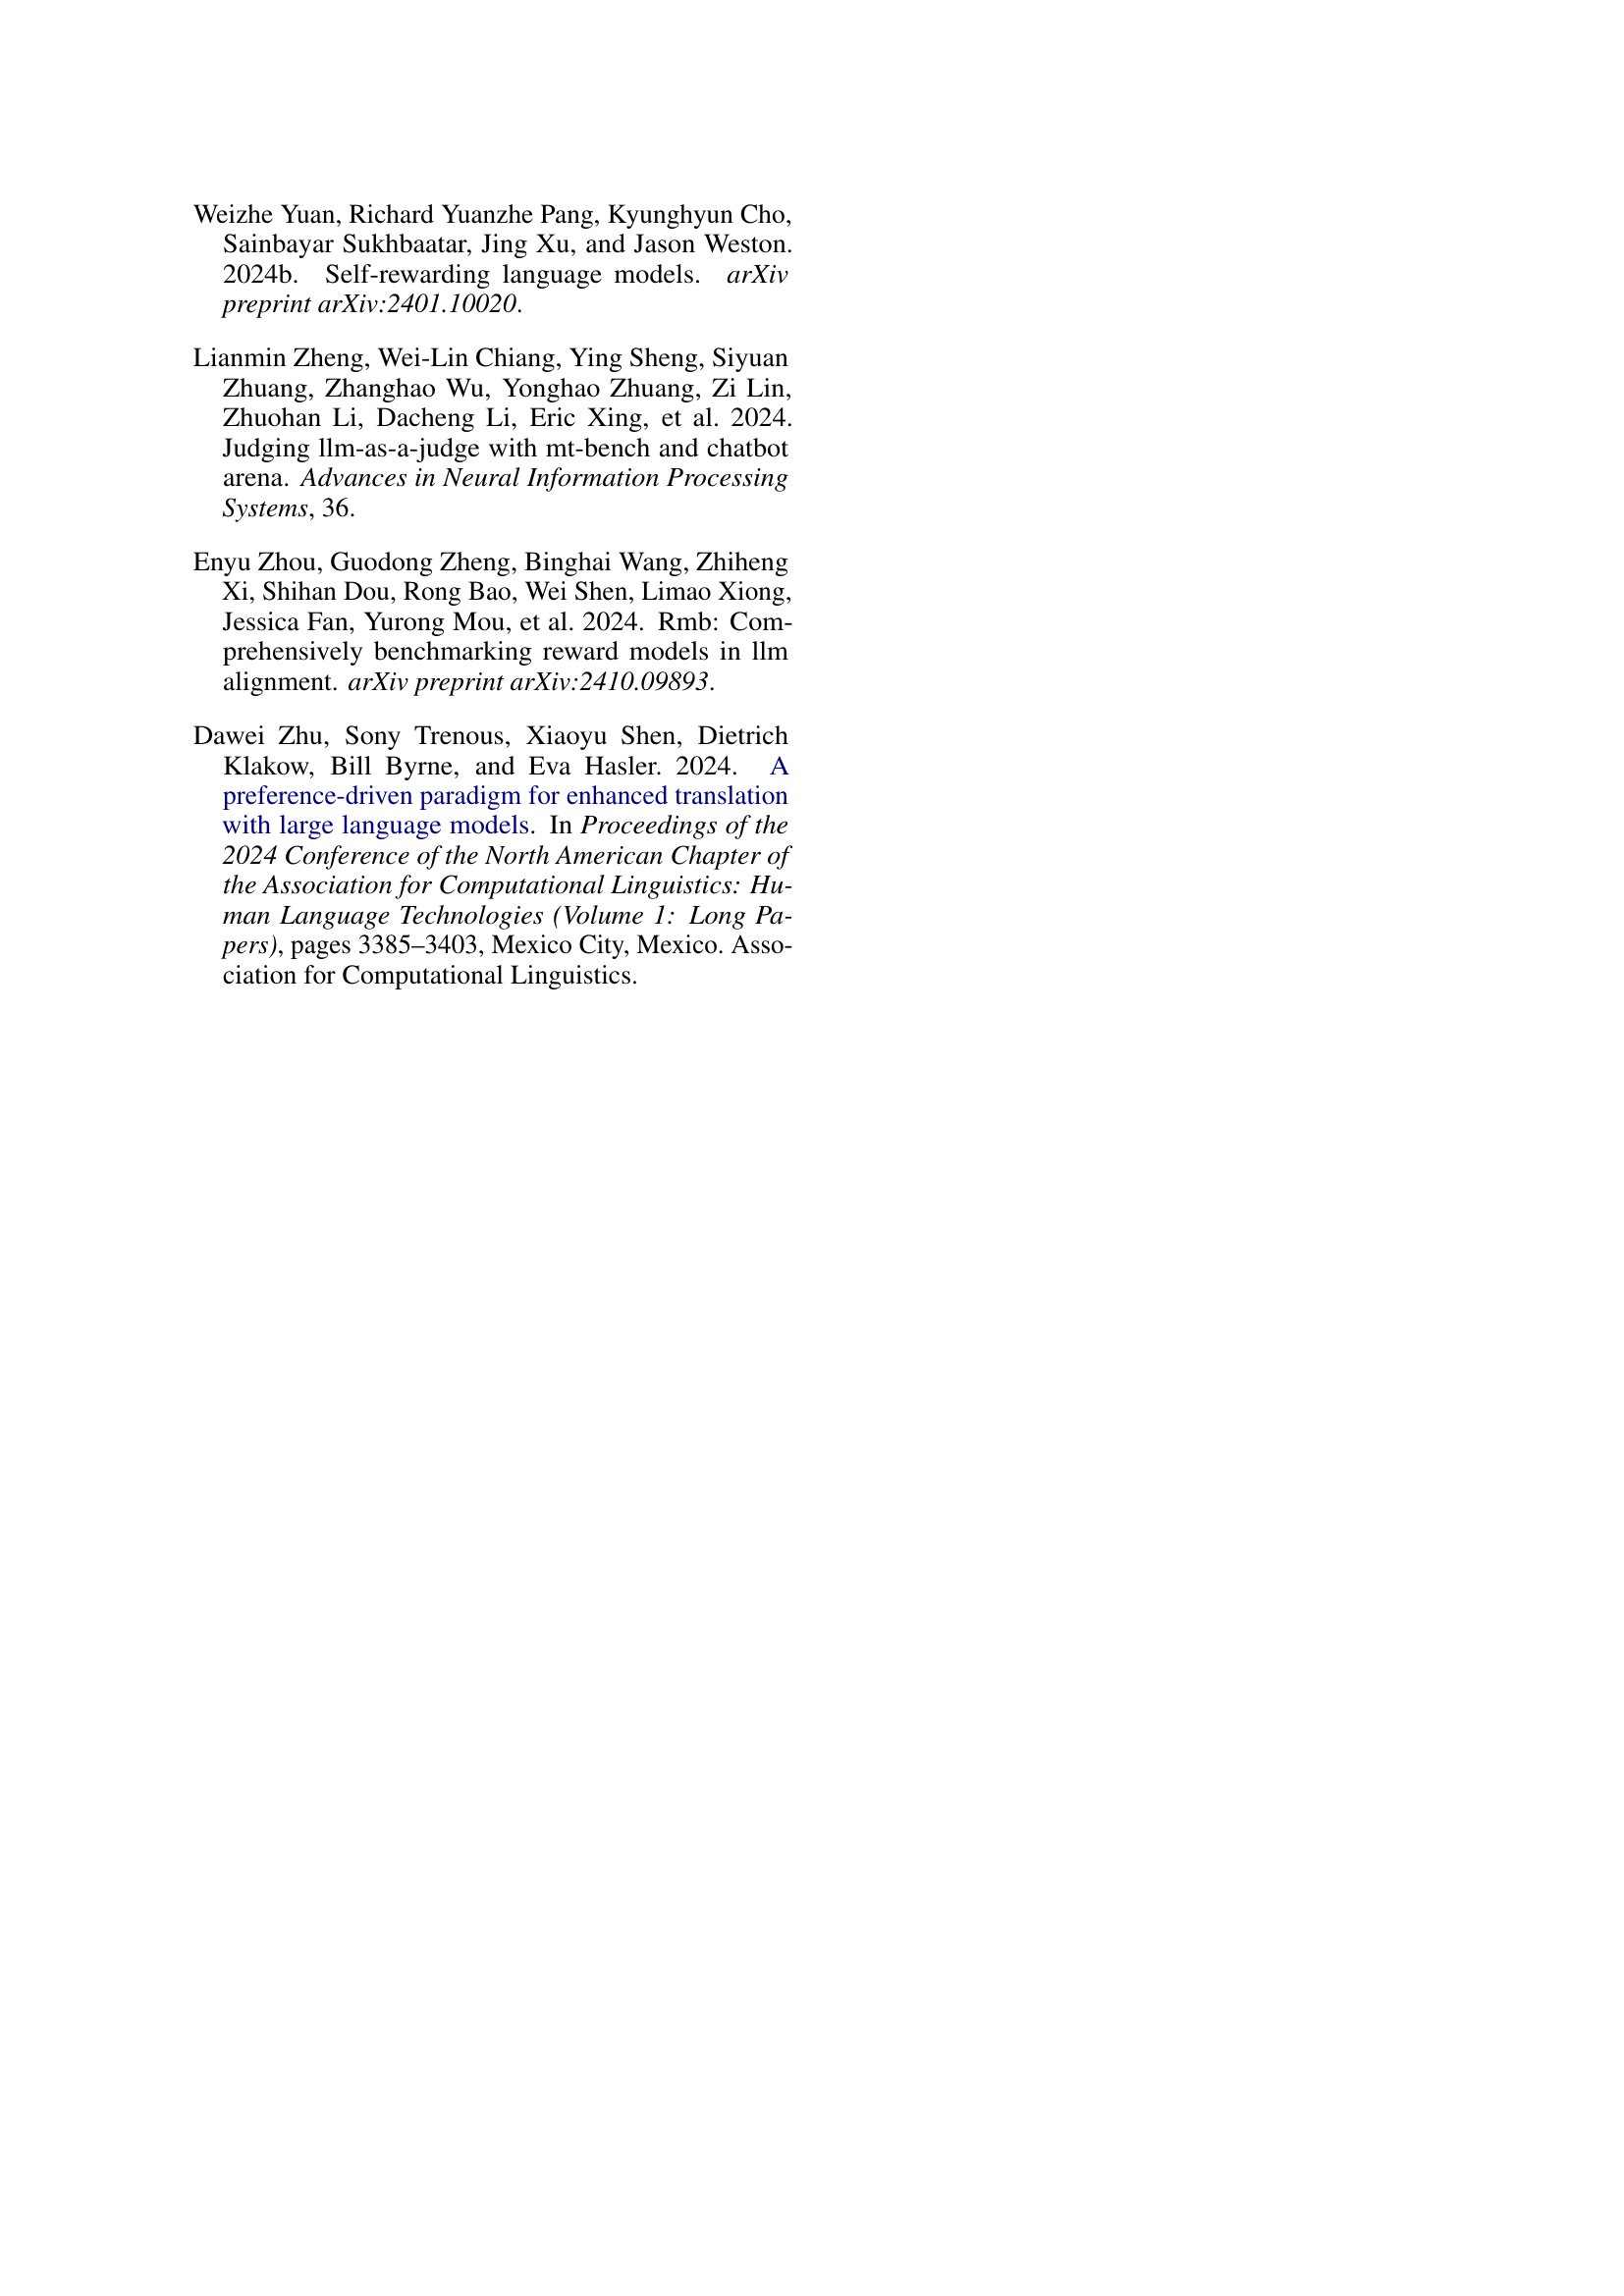 Weizhe Yuan, Richard Yuanzhe Pang, Kyunghyun Cho,
Sainbayar Sukhbaatar, Jing Xu, and Jason Weston.
2024b. Self-rewarding language models. arXiv
preprint arXiv:2401.10020.
Lianmin Zheng, Wei-Lin Chiang, Ying Sheng, Siyuan
Zhuang, Zhanghao Wu, Yonghao Zhuang, Zi Lin,
Zhuohan Li, Dacheng Li, Eric Xing, et al. 2024.
Judging llm-as-a-judge with mt-bench and chatbot
arena. Advances in Neural Information Processing
Systems, 36.
Enyu Zhou, Guodong Zheng, Binghai Wang, Zhiheng
Xi, Shihan Dou, Rong Bao, Wei Shen, Limao Xiong,
Jessica Fan, Yurong Mou, et al. 2024. Rmb: Com-
prehensively benchmarking reward models in llm
alignment. arXiv preprint arXiv:2410.09893.
Dawei Zhu, Sony Trenous, Xiaoyu Shen, Dietrich
Klakow, Bill Byrne, and Eva Hasler. 2024. A
preference-driven paradigm for enhanced translation
with large language models. In Proceedings of the
2024 Conference of the North American Chapter of
the Association for Computational Linguistics: Hu-
man Language Technologies (Volume 1: Long Pa-
pers), pages 3385–3403, Mexico City, Mexico. Asso-
ciation for Computational Linguistics.